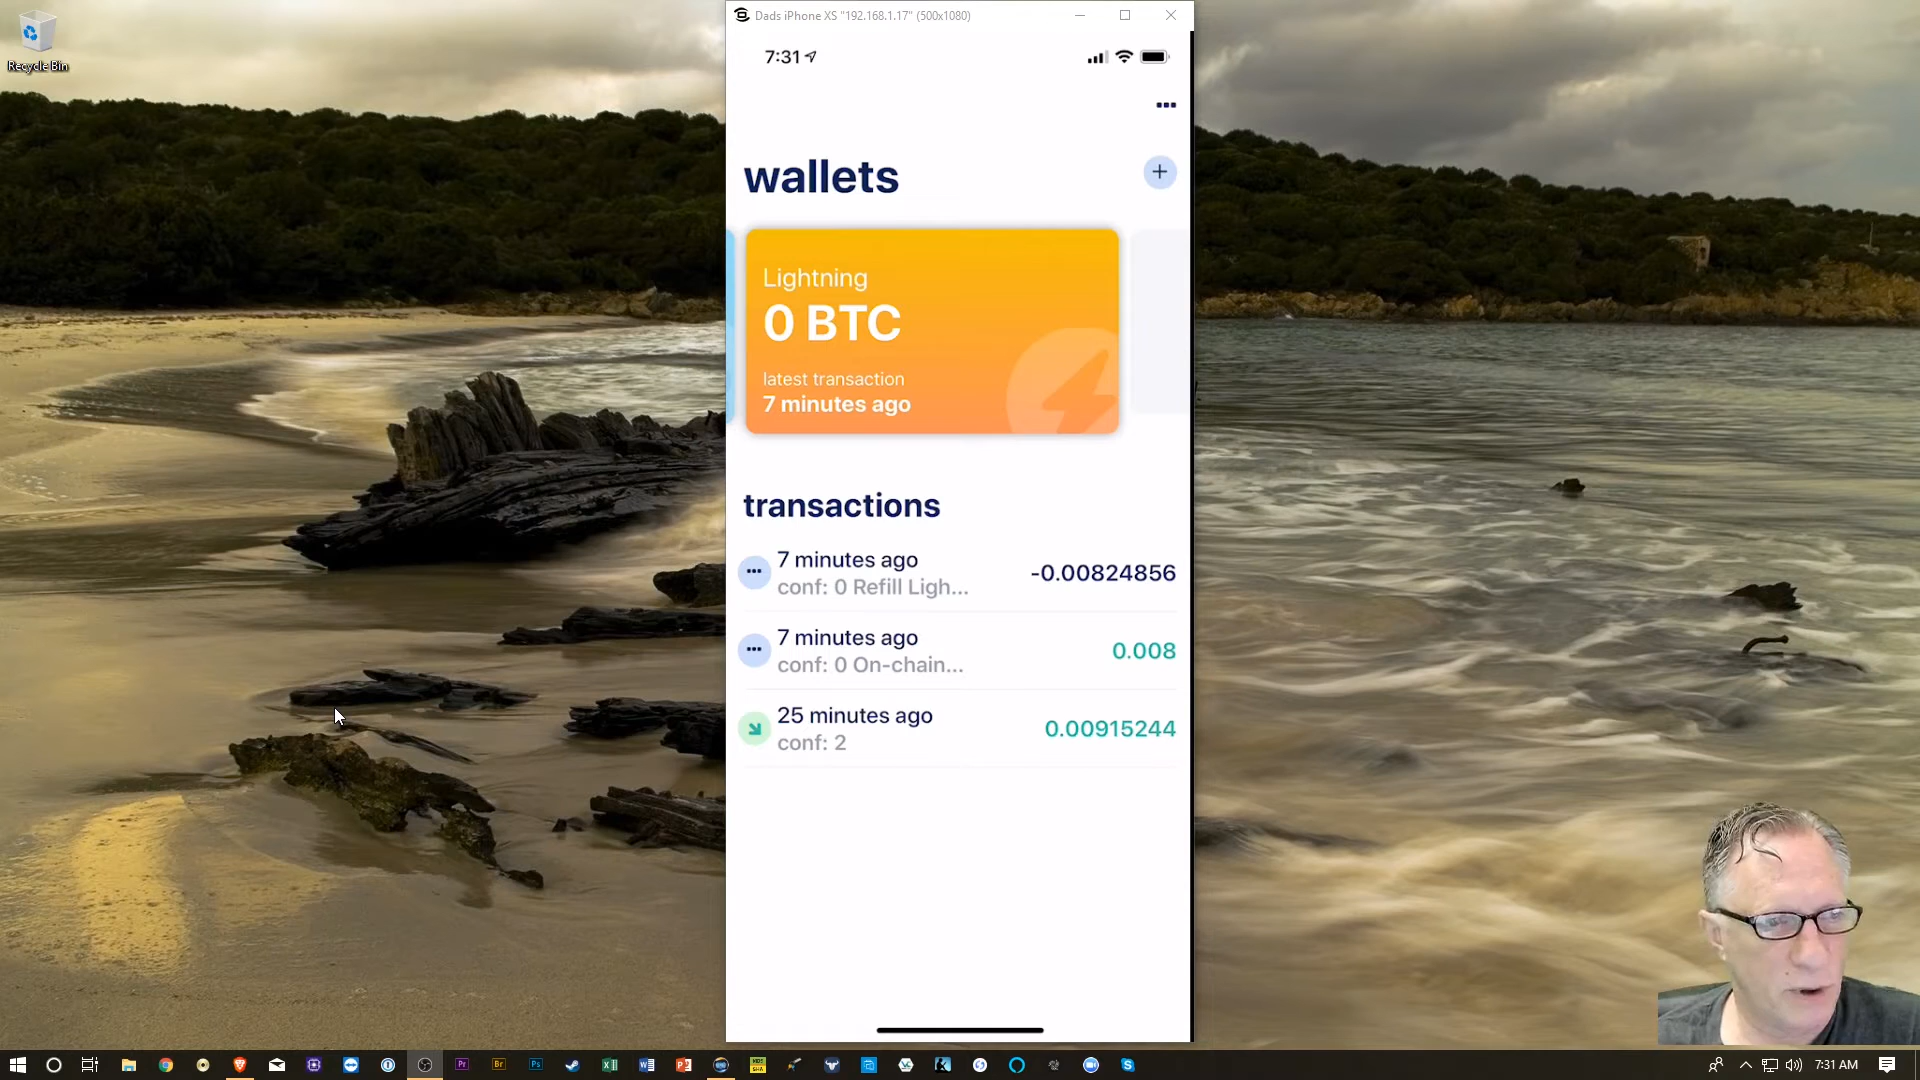 Recycle Bin
Dads iPhone XS "192.168.1.17" (500x1080)
7:31
wallets
Lightning
0 BTC
latest transaction
7 minutes ago
transactions
7 minutes ago
conf: 0 Refill Ligh...
-0.00824856
7 minutes ago
conf: 0 On-chain...
0.008
25 minutes ago
conf: 2
0.00915244
7:31 AM